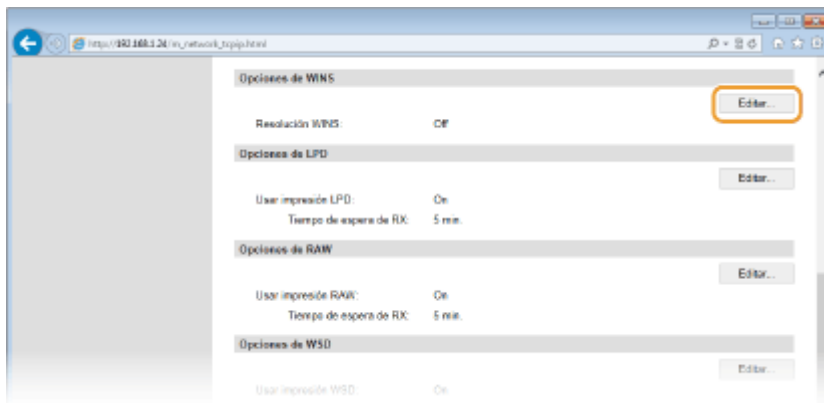 http://192.168.1.24/m_network_tcpip.html
Opciones de WINS
Editar...
Resolución WINS: Off
Opciones de LPD
Editar...
Usar impresión LPD: On
Tiempo de espera de RX: 5 min.
Opciones de RAW
Editar...
Usar impresión RAW: On
Tiempo de espera de RX: 5 min.
Opciones de WSD
Editar...
Usar impresión WSD: On